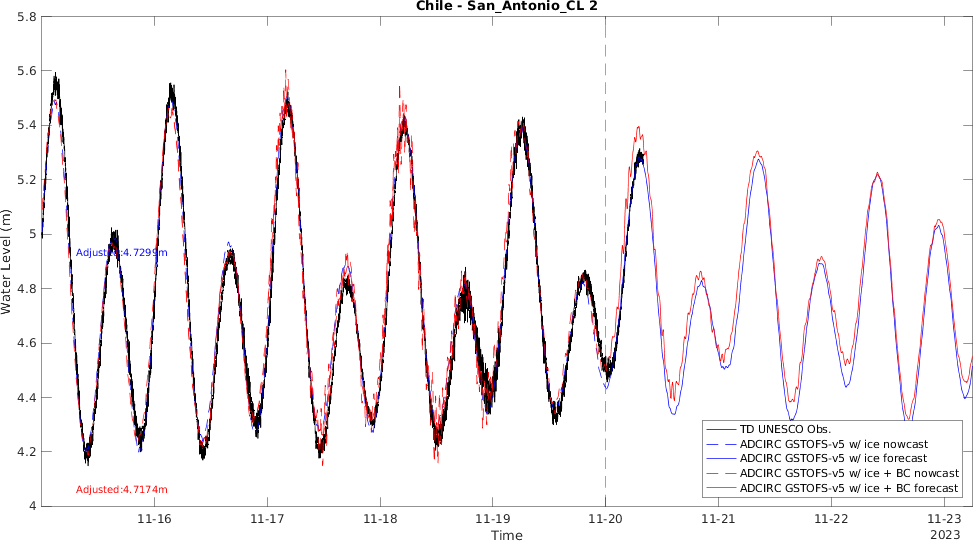 Chile - San_Antonio_CL 2
5.8
5.6
5.4
5.2
5
4.8
4.6
4.4
4.2
4
Water Level (m)
Adjusted:4.7299m
Adjusted:4.7174m
TD UNESCO Obs.
ADCIRC GSTOFS-v5 w/ ice nowcast
ADCIRC GSTOFS-v5 w/ ice forecast
ADCIRC GSTOFS-v5 w/ ice + BC nowcast
ADCIRC GSTOFS-v5 w/ ice + BC forecast
11-16 11-17 11-18 11-19 11-20 11-21 11-22 11-23
Time 2023